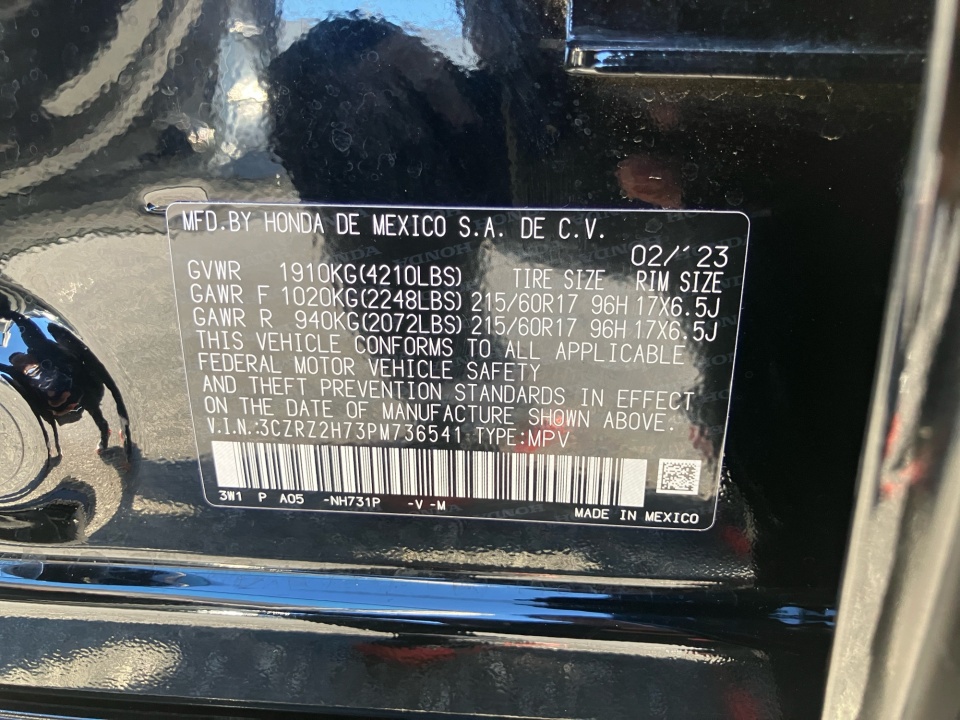 MFD.BY HONDA DE MEXICO S.A. DE C.V.
02/'23
GVWR 1910KG(4210LBS) TIRE SIZE RIM SIZE
GAWR F 1020KG(2248LBS) 215/60R17 96H 17X6.5J
GAWR R 940KG(2072LBS) 215/60R17 96H 17X6.5J
THIS VEHICLE CONFORMS TO ALL APPLICABLE
FEDERAL MOTOR VEHICLE SAFETY
AND THEFT PREVENTION STANDARDS IN EFFECT
ON THE DATE OF MANUFACTURE SHOWN ABOVE.
V.I.N.:3CZRZ2H73PM736541 TYPE:MPV
3W1 P A05 -NH731P -V -M
MADE IN MEXICO